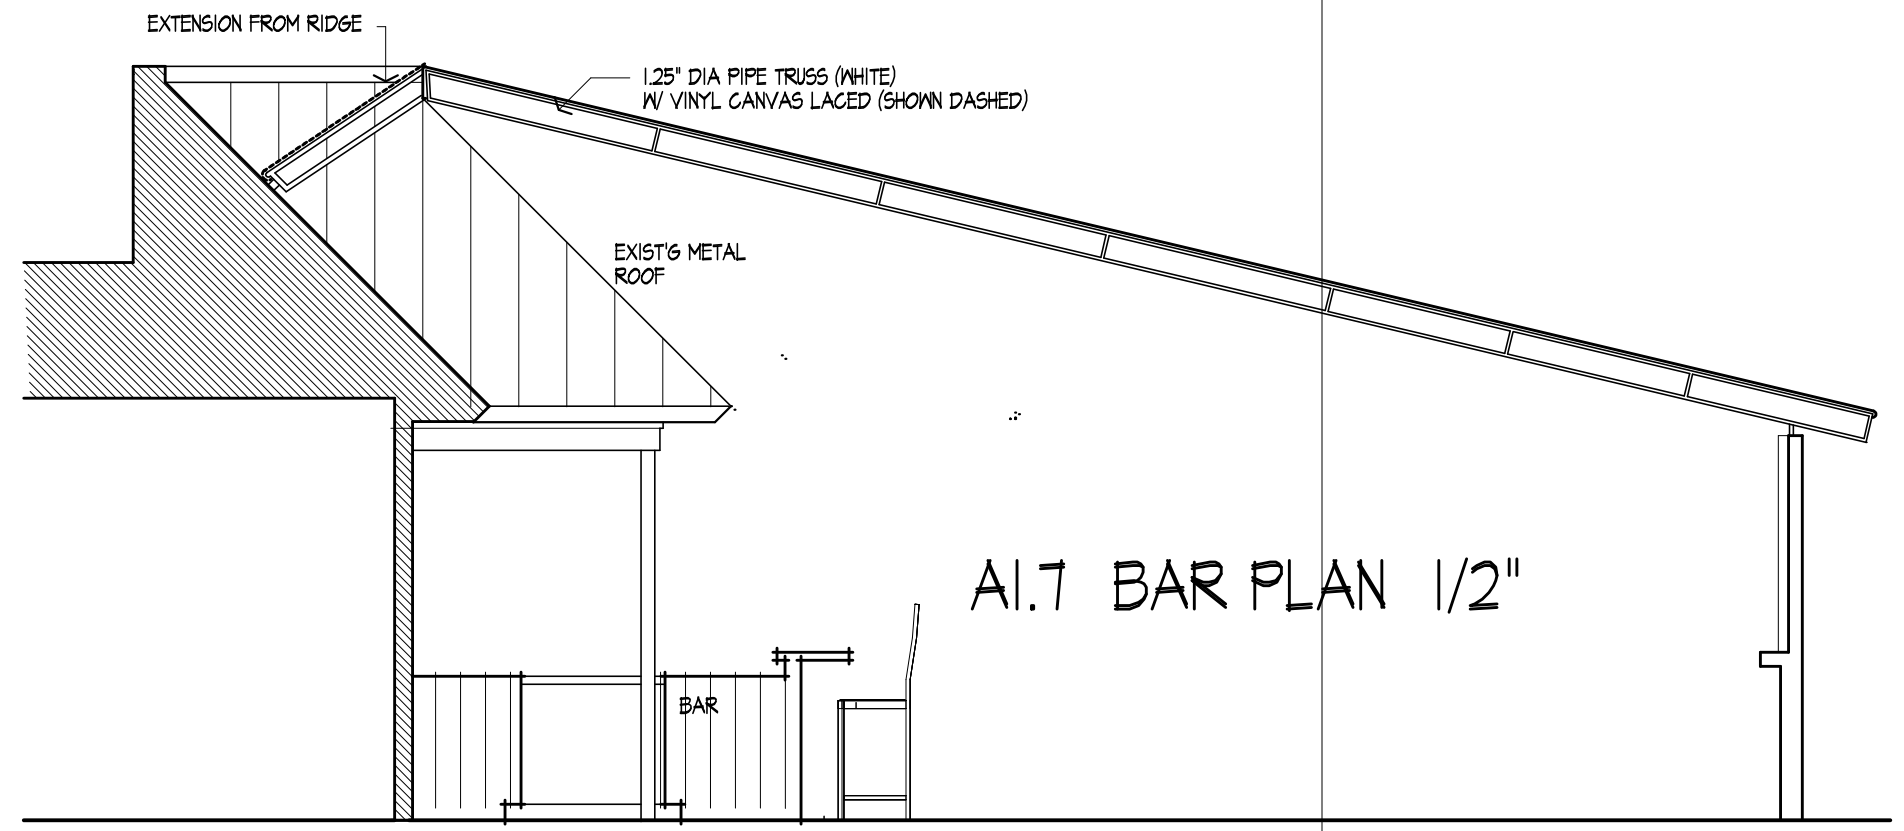 EXTENSION FROM RIDGE
1.25" DIA PIPE TRUSS (WHITE)
W/ VINYL CANVAS LACED (SHOWN DASHED)
EXIST'G METAL
ROOF
A1.7 BAR PLAN 1/2"
BAR